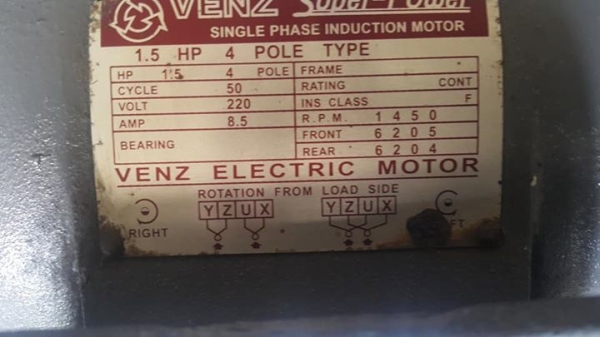 VENZ Super-Power
SINGLE PHASE INDUCTION MOTOR
1.5 HP 4 POLE TYPE
HP 1.5 4 POLE FRAME
CYCLE 50 RATING CONT
VOLT 220 INS CLASS F
AMP 8.5 R.P.M. 1450
BEARING FRONT 6205
REAR 6204
VENZ ELECTRIC MOTOR
ROTATION FROM LOAD SIDE
YZUX YZUX
RIGHT